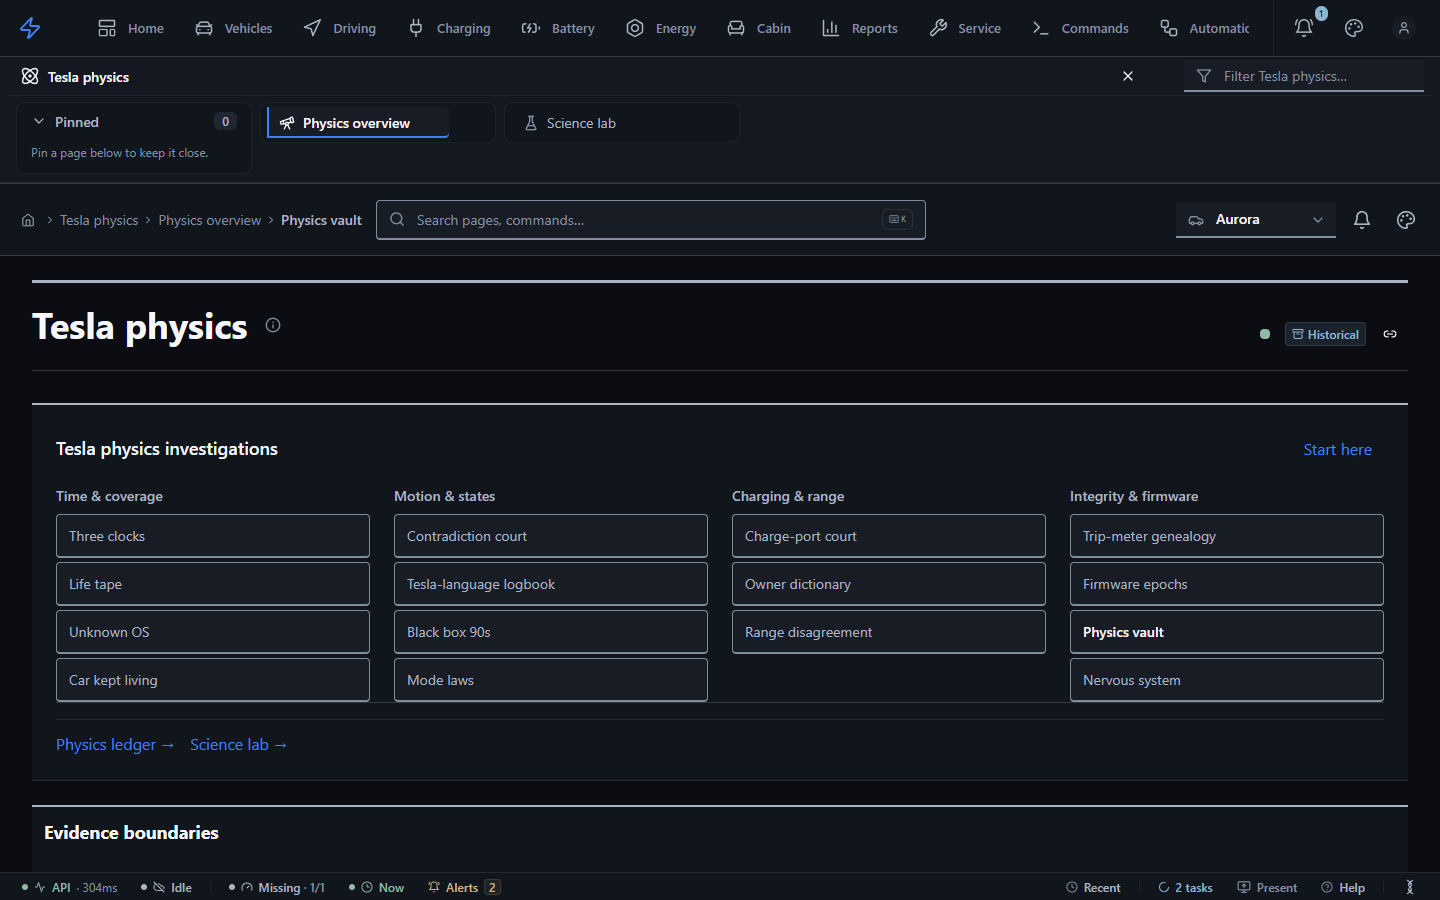 Home Vehicles Driving Charging Battery Energy Cabin Reports Service Commands Automatic 1
Tesla physics
Filter Tesla physics...
Pinned 0
Pin a page below to keep it close.
Physics overview
Science lab
Tesla physics > Physics overview > Physics vault
Search pages, commands... K
Aurora
Tesla physics
Historical
Tesla physics investigations
Start here
Time & coverage
Three clocks
Life tape
Unknown OS
Car kept living
Motion & states
Contradiction court
Tesla-language logbook
Black box 90s
Mode laws
Charging & range
Charge-port court
Owner dictionary
Range disagreement
Integrity & firmware
Trip-meter genealogy
Firmware epochs
Physics vault
Nervous system
Physics ledger → Science lab →
Evidence boundaries
API · 304ms Idle Missing · 1/1 Now Alerts 2 Recent 2 tasks Present Help